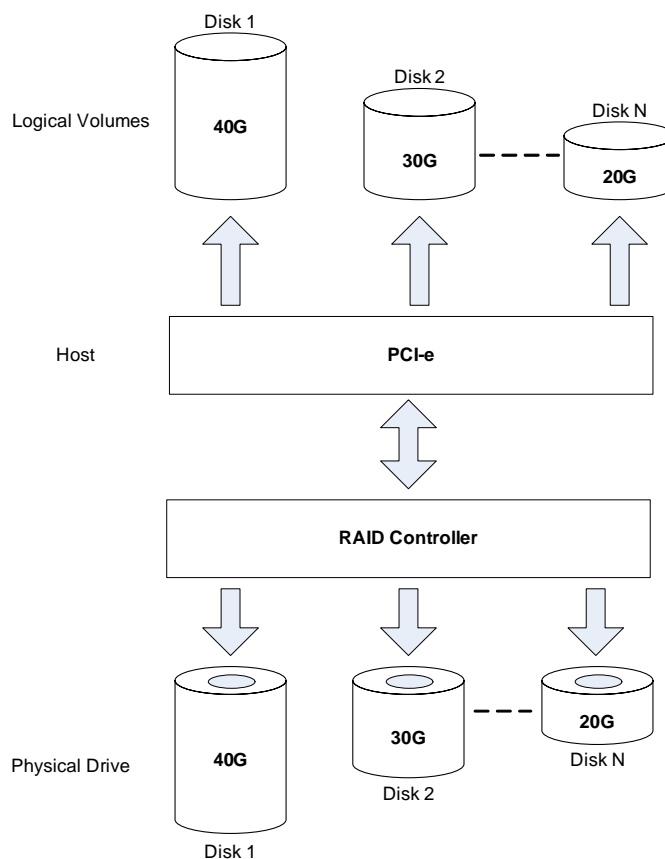 Disk 1
Disk 2
Disk N
Logical Volumes
40G
30G
20G
Host
PCI-e
RAID Controller
40G
30G
20G
Physical Drive
Disk N
Disk 2
Disk 1